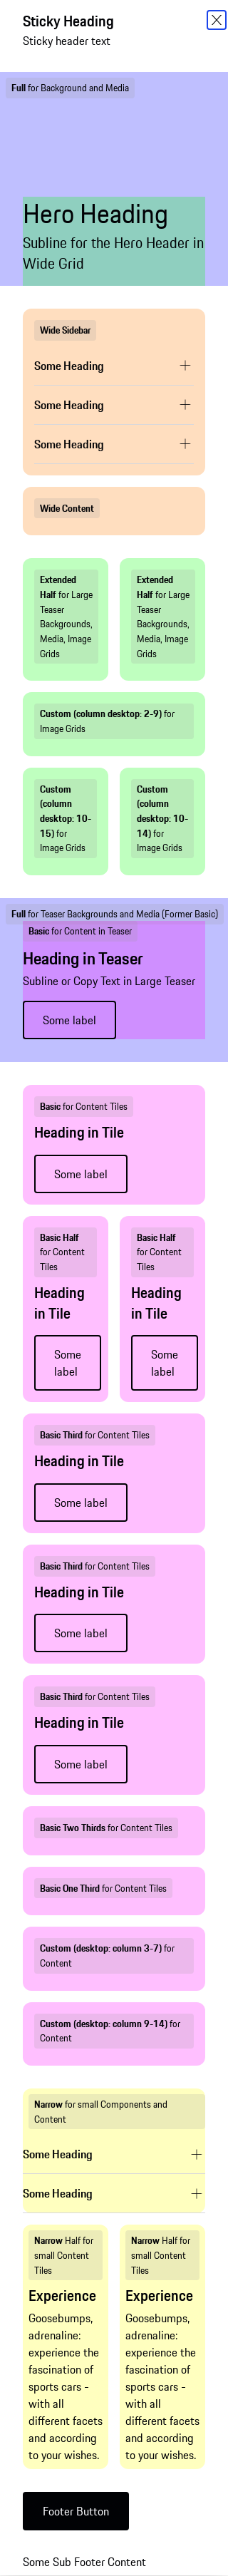 Sticky Heading
Sticky header text
Full for Background and Media
Hero Heading
Subline for the Hero Header in
Wide Grid
Wide Sidebar
Some Heading
Some Heading
Some Heading
Wide Content
Extended
Half for Large
Teaser
Backgrounds,
Media, Image
Grids
Extended
Half for Large
Teaser
Backgrounds,
Media, Image
Grids
Custom (column desktop: 2-9) for
Image Grids
Custom
(column
desktop: 10-
15) for
Image Grids
Custom
(column
desktop: 10-
14) for
Image Grids
Full for Teaser Backgrounds and Media (Former Basic)
Basic for Content in Teaser
Heading in Teaser
Subline or Copy Text in Large Teaser
Some label
Basic for Content Tiles
Heading in Tile
Some label
Basic Half
for Content
Tiles
Heading
in Tile
Some
label
Basic Half
for Content
Tiles
Heading
in Tile
Some
label
Basic Third for Content Tiles
Heading in Tile
Some label
Basic Third for Content Tiles
Heading in Tile
Some label
Basic Third for Content Tiles
Heading in Tile
Some label
Basic Two Thirds for Content Tiles
Basic One Third for Content Tiles
Custom (desktop: column 3-7) for
Content
Custom (desktop: column 9-14) for
Content
Narrow for small Components and
Content
Some Heading
Some Heading
Narrow Half for
small Content
Tiles
Experience
Goosebumps,
adrenaline:
experience the
fascination of
sports cars -
with all
different facets
and according
to your wishes.
Narrow Half for
small Content
Tiles
Experience
Goosebumps,
adrenaline:
experience the
fascination of
sports cars -
with all
different facets
and according
to your wishes.
Footer Button
Some Sub Footer Content